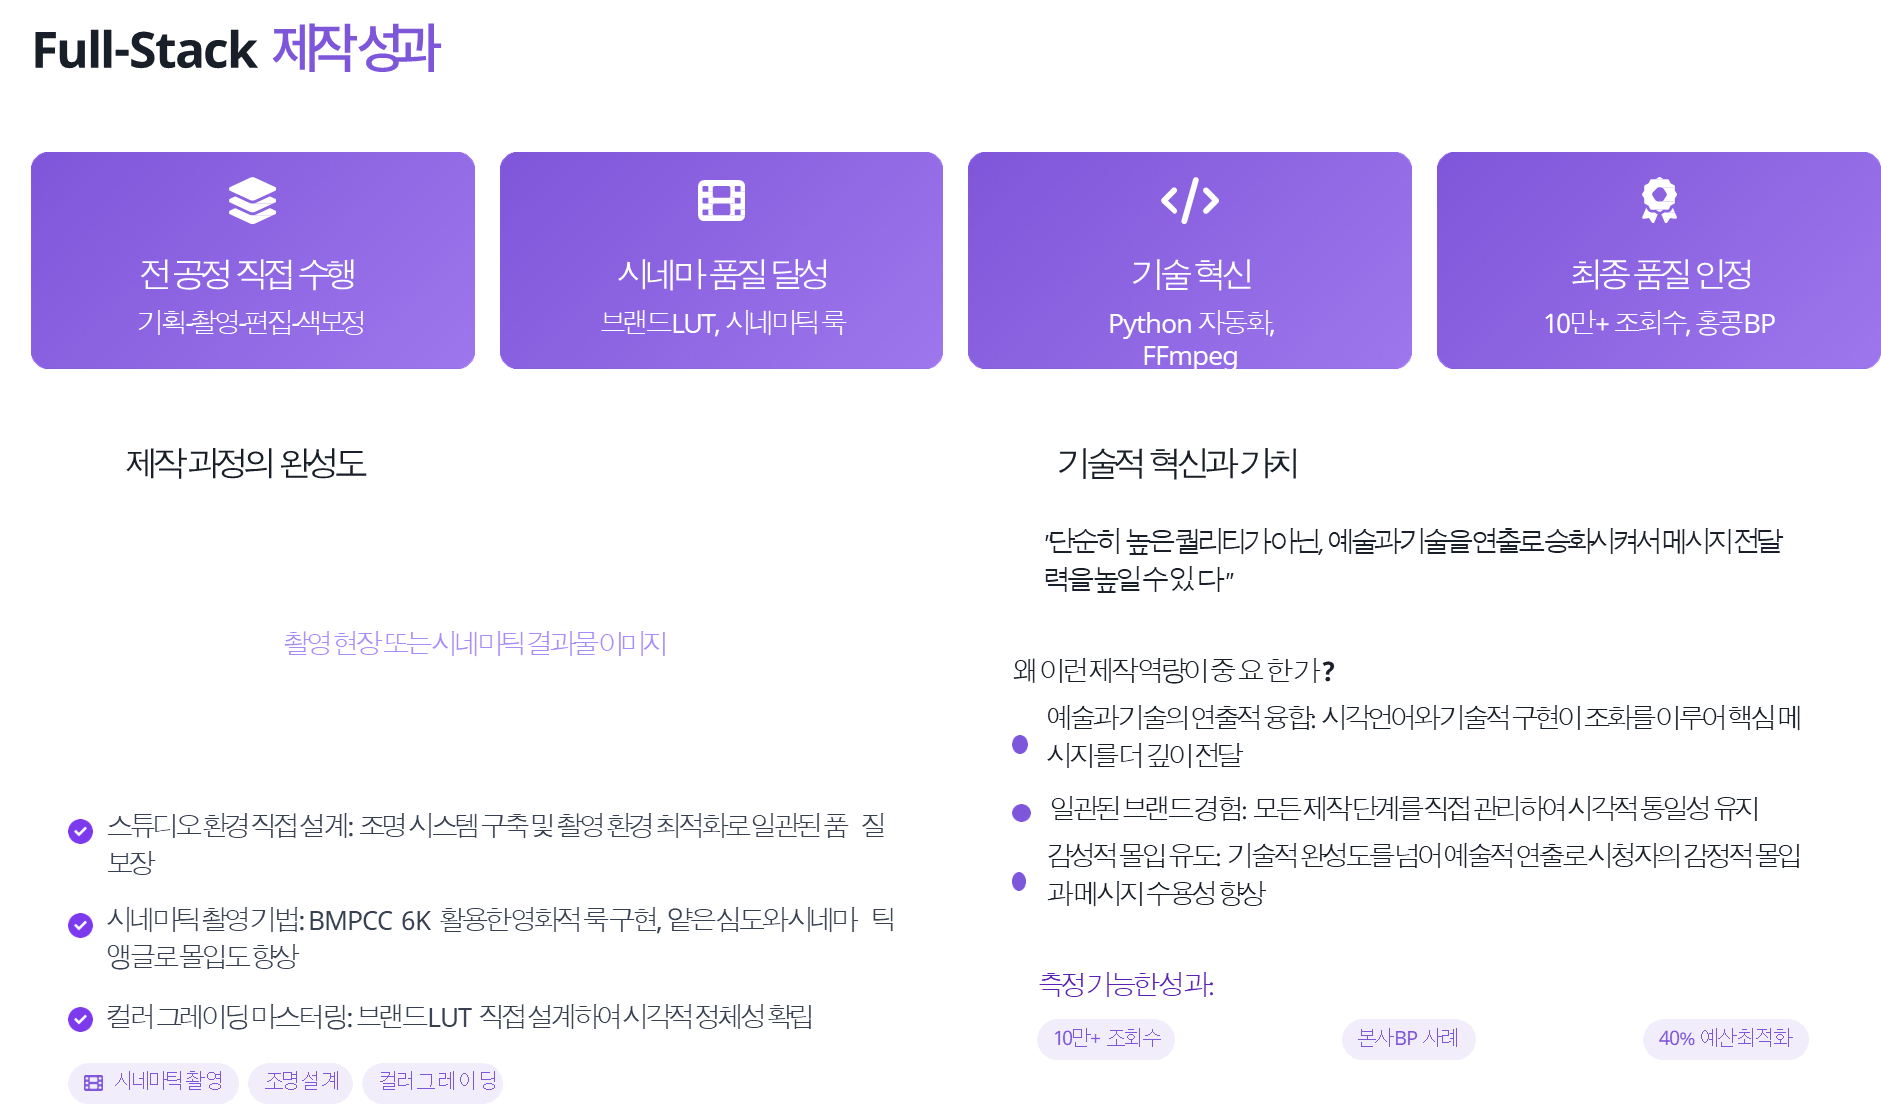 Full-Stack 제작 성과
전 공정 직접 수행
기획-촬영-편집-색보정
시네마 품질 달성
브랜드 LUT, 시네마틱 룩
기술 혁신
Python 자동화,
FFmpeg
최종 품질 인정
10만+ 조회수, 홍콩 BP
제작 과정의 완성도
촬영 현장 또는 시네마틱 결과물 이미지
스튜디오 환경 직접 설계: 조명 시스템 구축 및 촬영 환경 최적화로 일관된 품 질
보장
시네마틱 촬영 기법: BMPCC 6K 활용한 영화적 룩 구현, 얕은 심도와 시네마 틱
앵글로 몰입도 향상
컬러 그레이딩 마스터링: 브랜드 LUT 직접 설계하여 시각적 정체성 확립
시네마틱 촬영
조명 설계
컬러 그 레 이 딩
기술적 혁신과 가치
"단순히 높은 퀄리티가 아닌, 예술과 기술을 연출로 승화시켜서 메시지 전달
력을 높일 수 있 다"
왜 이런 제작 역량이 중 요 한 가 ?
예술과 기술의 연출적 융합: 시각언어와 기술적 구현이 조화를 이루어 핵심 메
시지를 더 깊이 전달
일관된 브랜드 경험: 모든 제작 단계를 직접 관리하여 시각적 통일성 유지
감성적 몰입 유도: 기술적 완성도를 넘어 예술적 연출로 시청자의 감정적 몰입
과 메시지 수용성 향상
측정 가능한 성과:
10만+ 조회수
본사 BP 사례
40% 예산 최적화